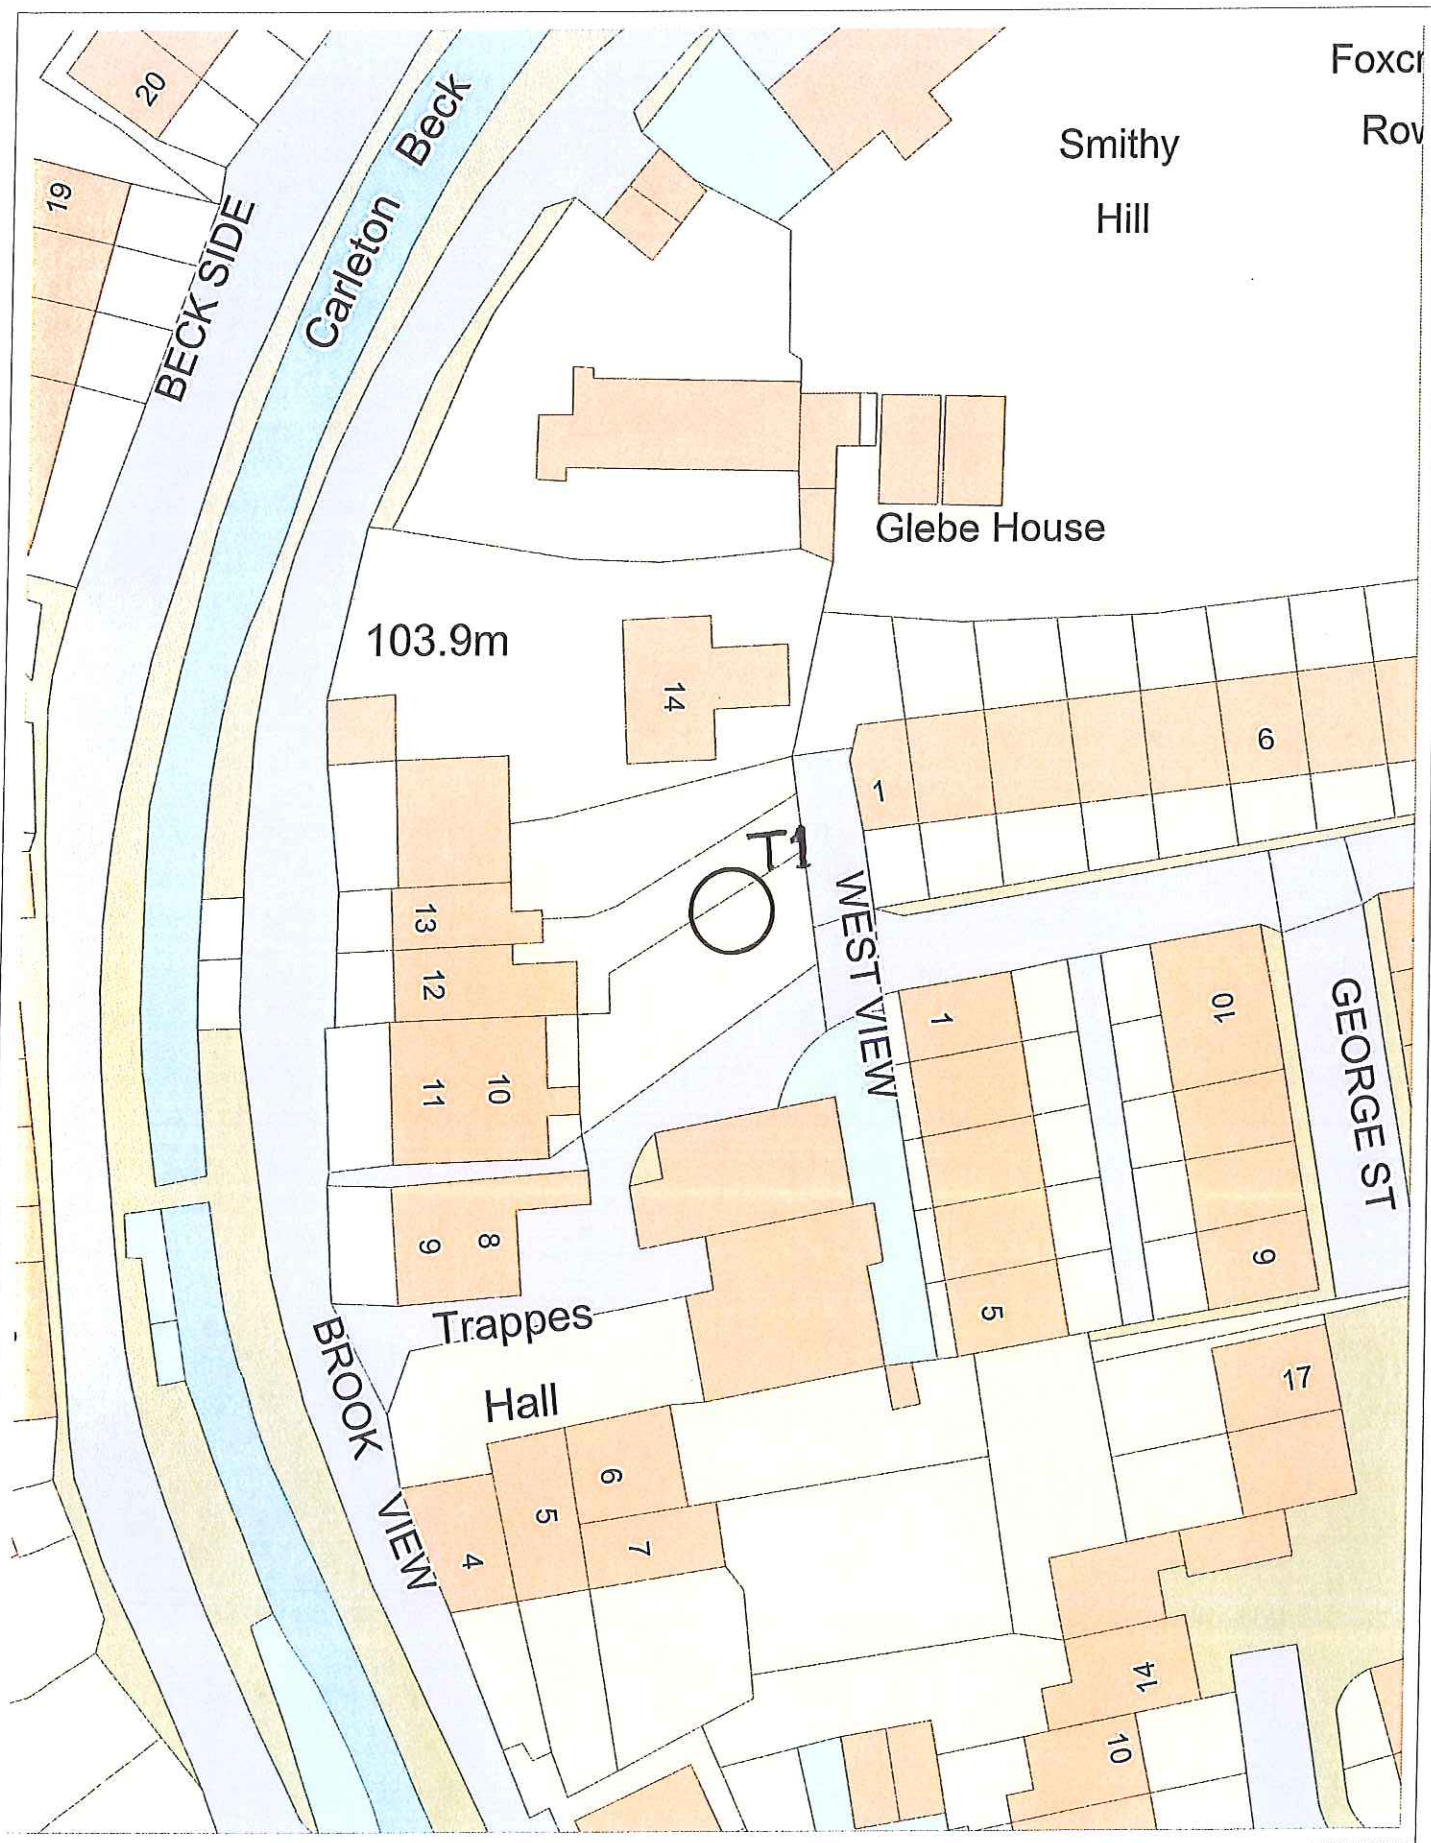 Foxcr
Row
Smithy
Hill
20
19
BECK SIDE
Carleton Beck
Glebe House
103.9m
14
6
1
T1
WEST VIEW
13
12
11
10
1
10
GEORGE ST
9
8
9
5
Trappes
Hall
BROOK VIEW
17
6
5
7
4
14
10